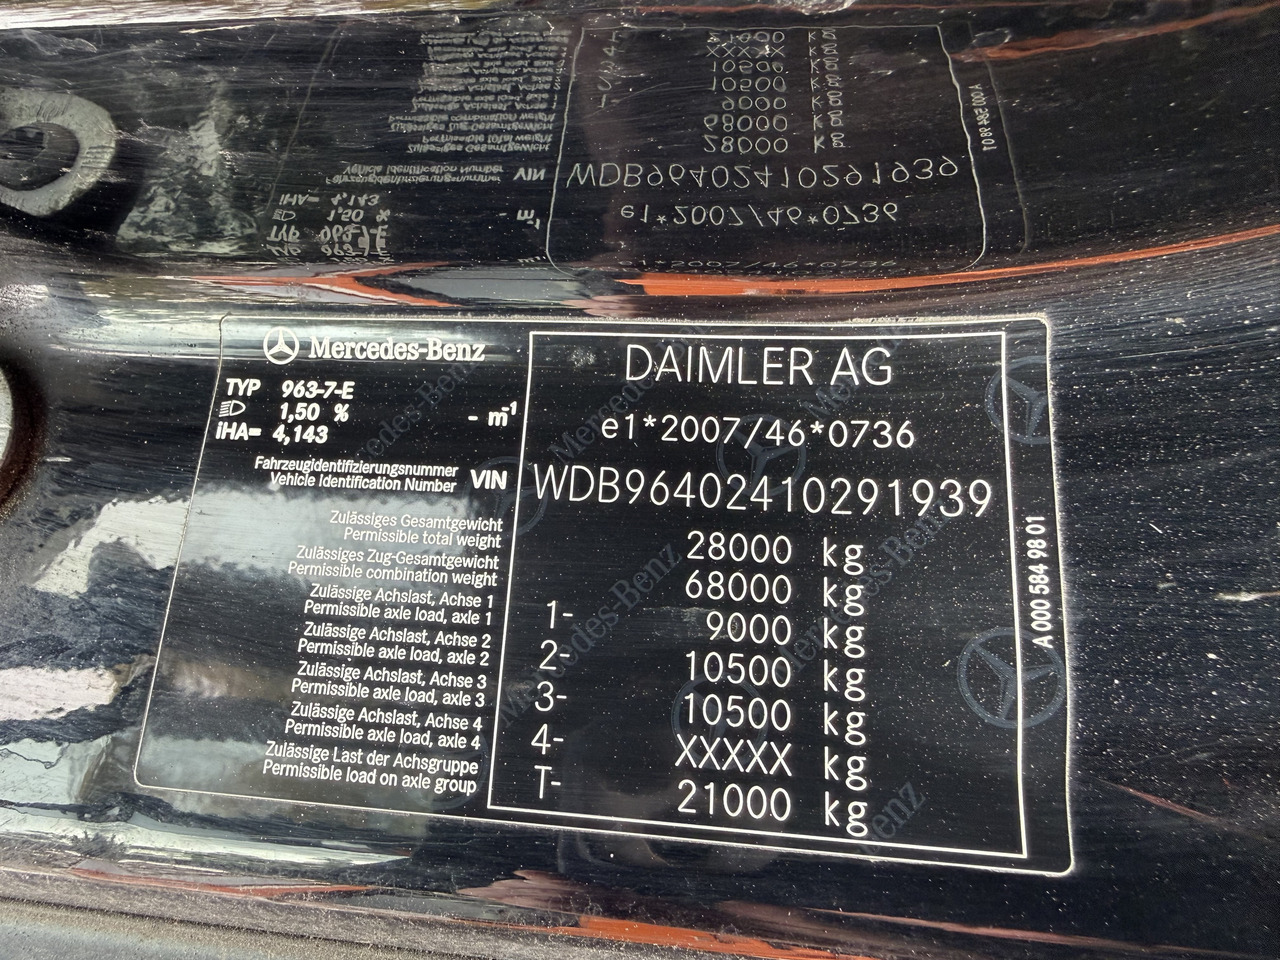 Mercedes-Benz
DAIMLER AG
TYP 963-7-E
1,50 % - m-1
iHA= 4,143
e1*2007/46*0736
Fahrzeugidentifizierungsnummer
Vehicle Identification Number VIN WDB96402410291939
Zulässiges Gesamtgewicht
Permissible total weight 28000 kg
Zulässiges Zug-Gesamtgewicht
Permissible combination weight 68000 kg
Zulässige Achslast, Achse 1
Permissible axle load, axle 1 1- 9000 kg
Zulässige Achslast, Achse 2
Permissible axle load, axle 2 2- 10500 kg
Zulässige Achslast, Achse 3
Permissible axle load, axle 3 3- 10500 kg
Zulässige Achslast, Achse 4
Permissible axle load, axle 4 4- XXXXX kg
Zulässige Last der Achsgruppe
Permissible load on axle group T- 21000 kg
A 000 584 98 01